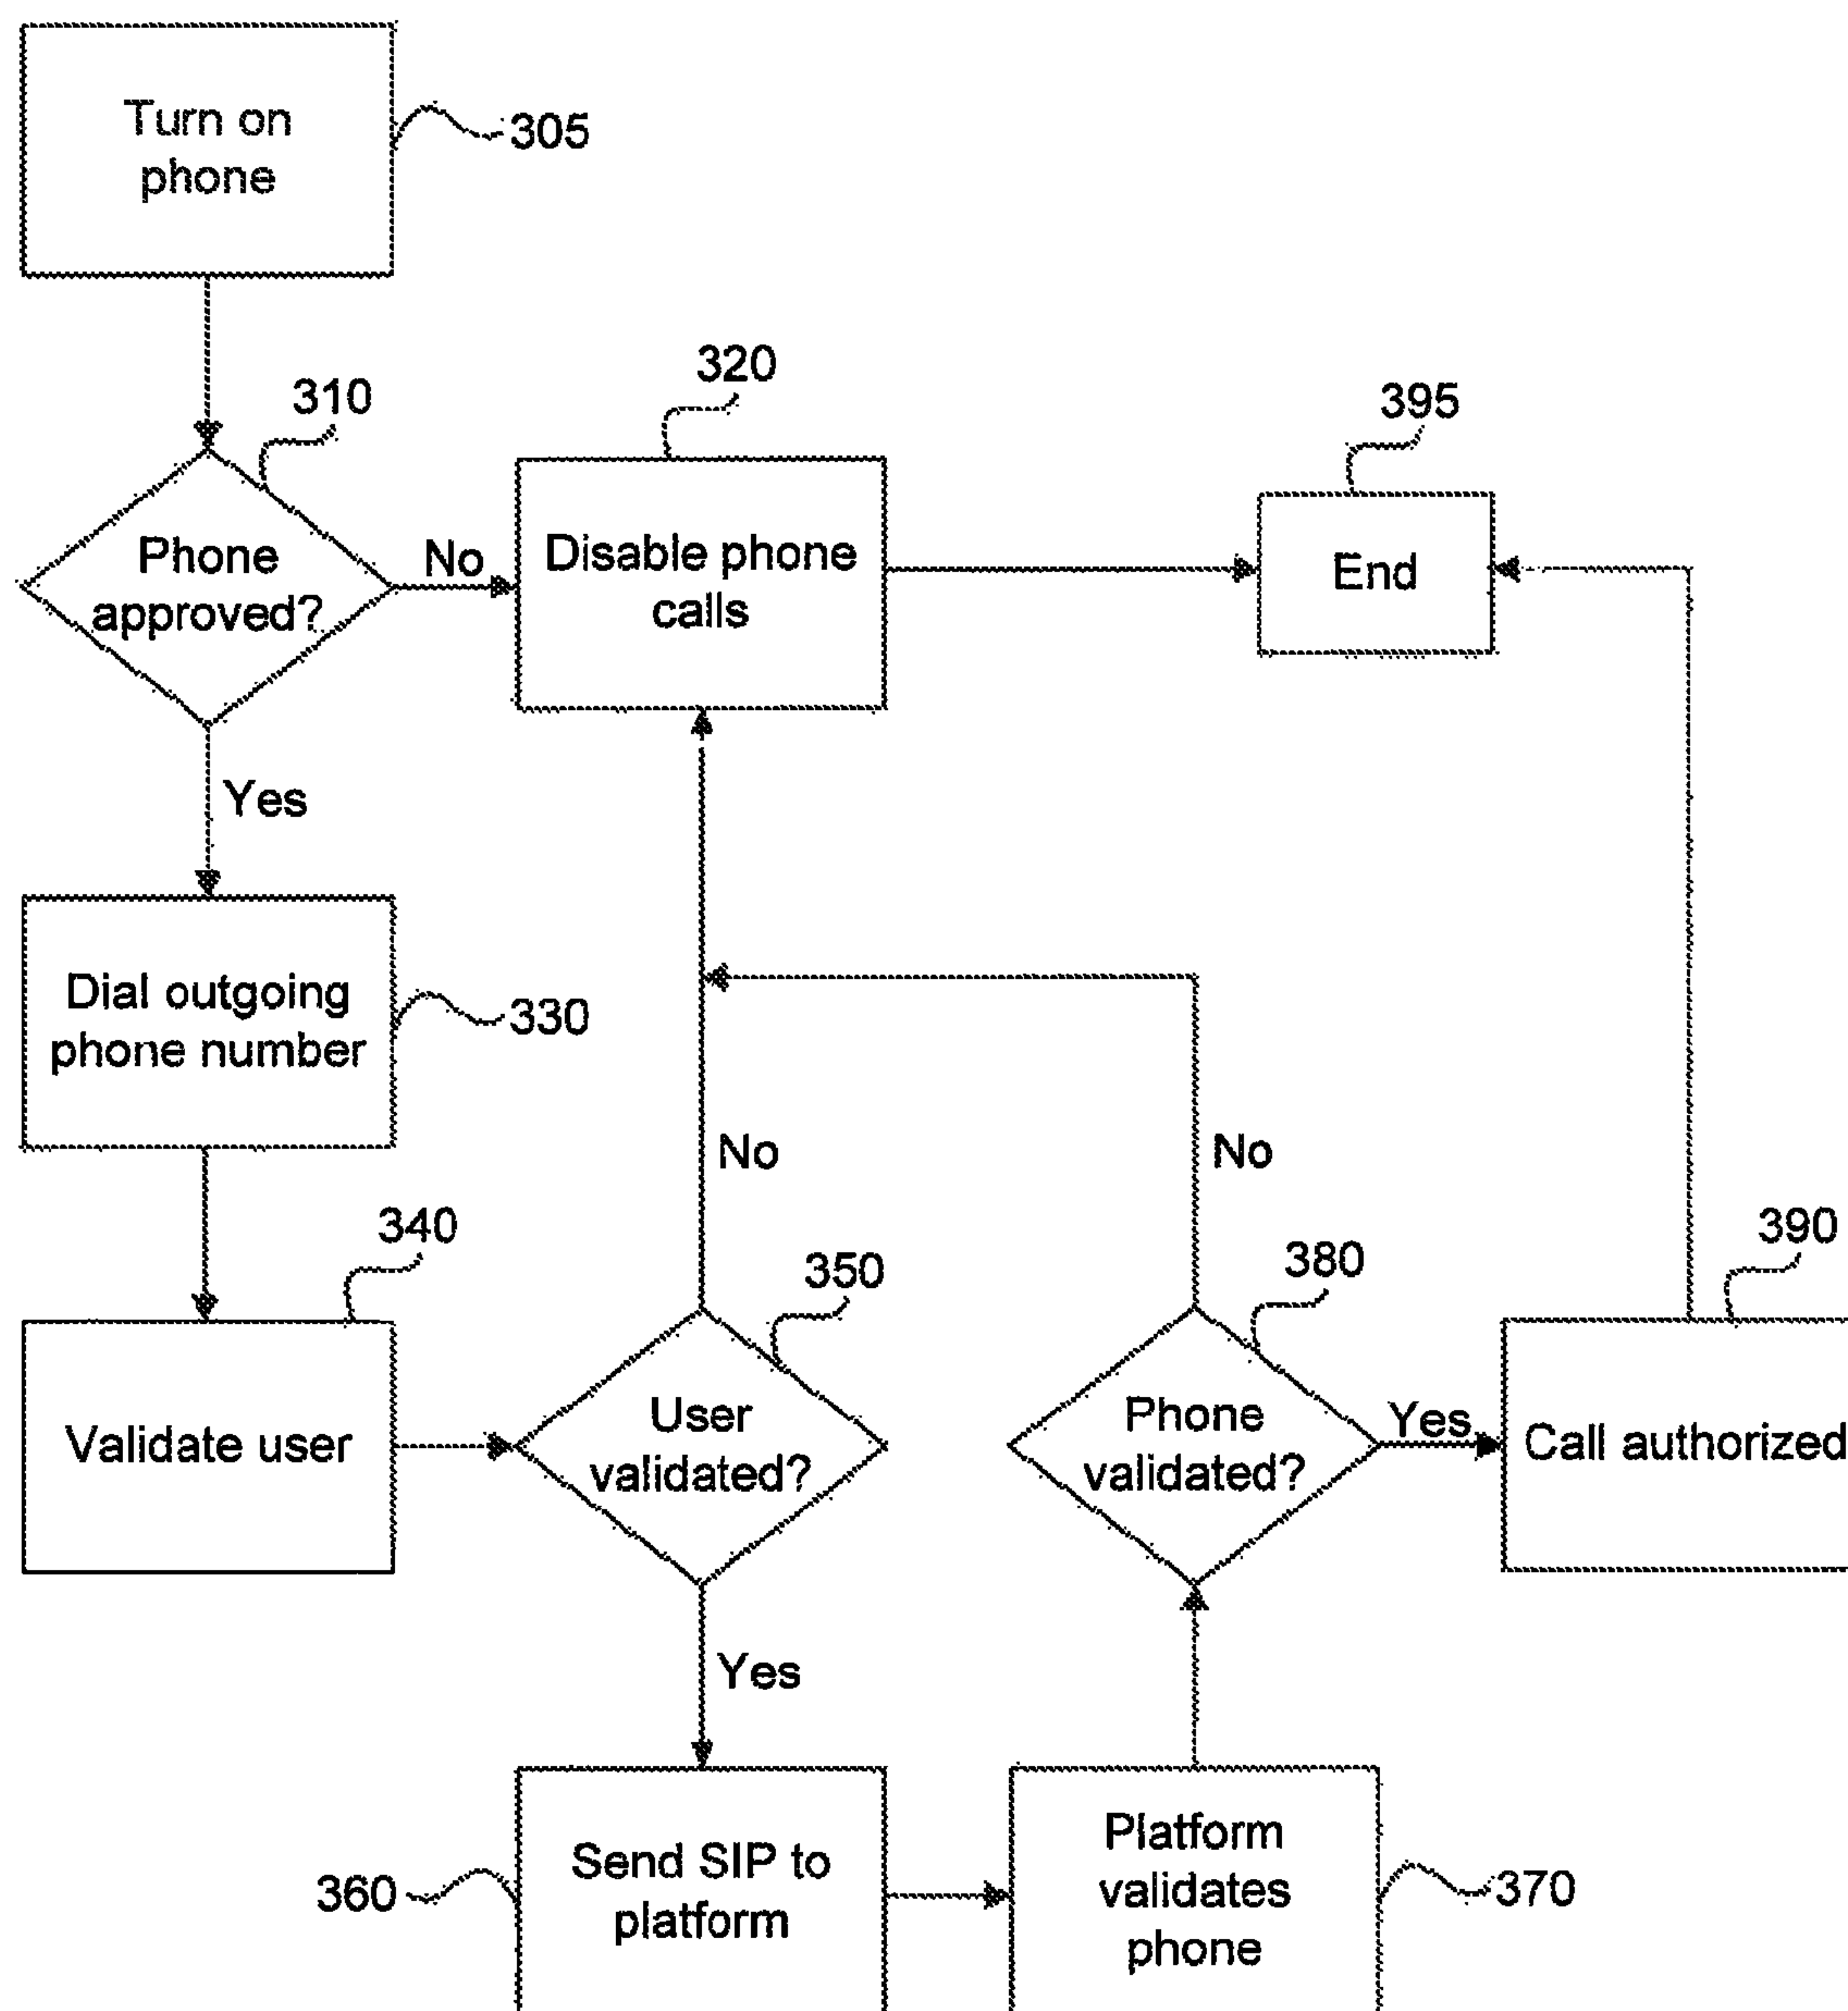 Turn on
phone
305
310
320
395
Phone
approved?
No
Disable phone
calls
End
Yes
Dial outgoing
phone number
330
No
No
340
350
380
390
Validate user
User
validated?
Phone
validated?
Yes
Call authorized
Yes
360
Send SIP to
platform
Platform
validates
phone
370